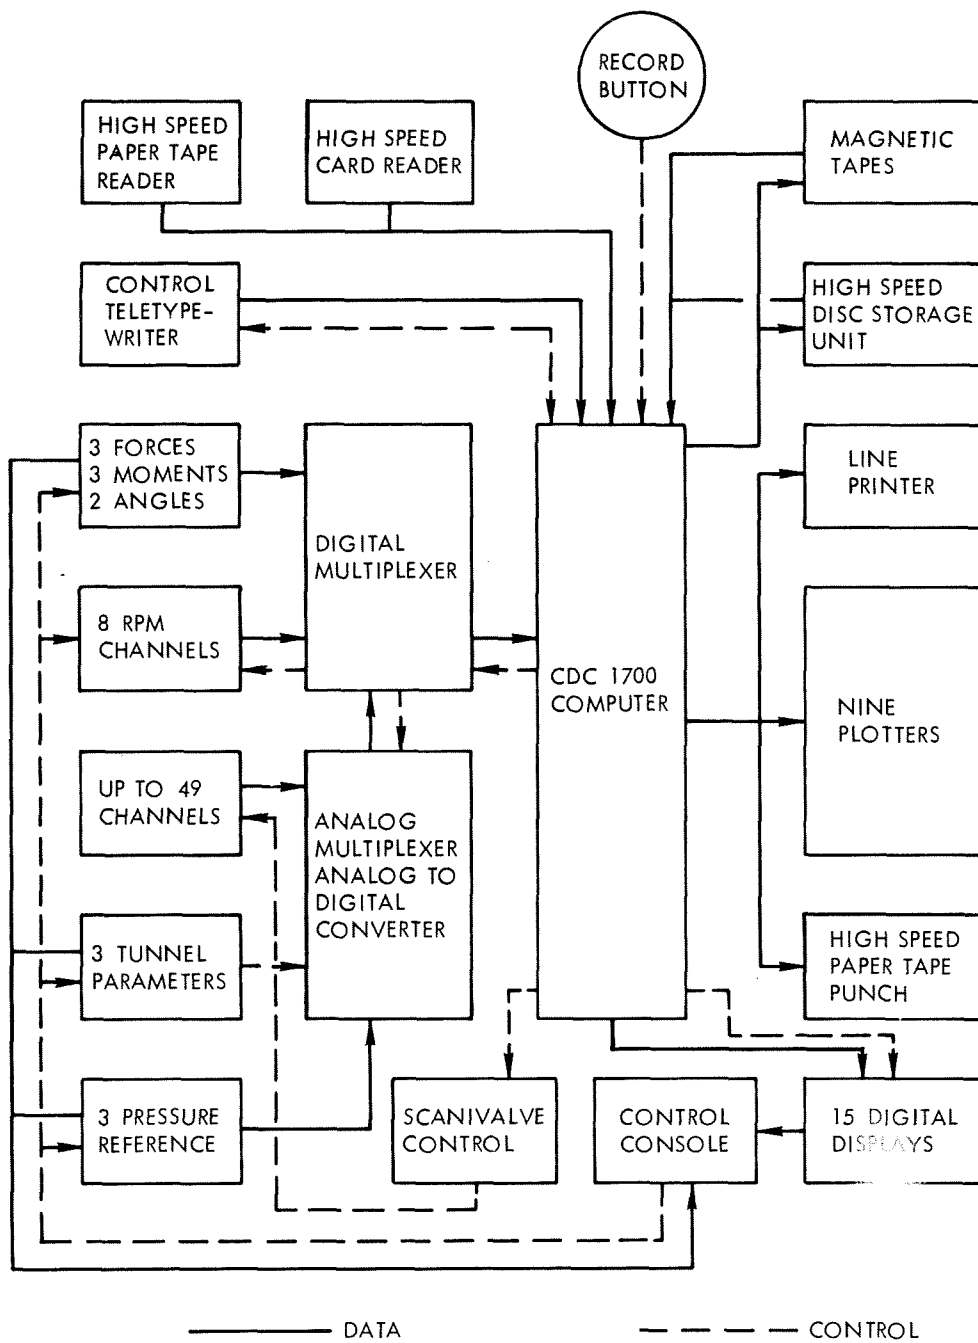 RECORD
BUTTON
HIGH SPEED
PAPER TAPE
READER
HIGH SPEED
CARD READER
MAGNETIC
TAPES
CONTROL
TELETYPE-
WRITER
HIGH SPEED
DISC STORAGE
UNIT
3 FORCES
3 MOMENTS
2 ANGLES
DIGITAL
MULTIPLEXER
LINE
PRINTER
8 RPM
CHANNELS
CDC 1700
COMPUTER
NINE
PLOTTERS
UP TO 49
CHANNELS
ANALOG
MULTIPLEXER
ANALOG TO
DIGITAL
CONVERTER
3 TUNNEL
PARAMETERS
HIGH SPEED
PAPER TAPE
PUNCH
3 PRESSURE
REFERENCE
SCANIVALVE
CONTROL
CONTROL
CONSOLE
15 DIGITAL
DISPLAYS
DATA
CONTROL